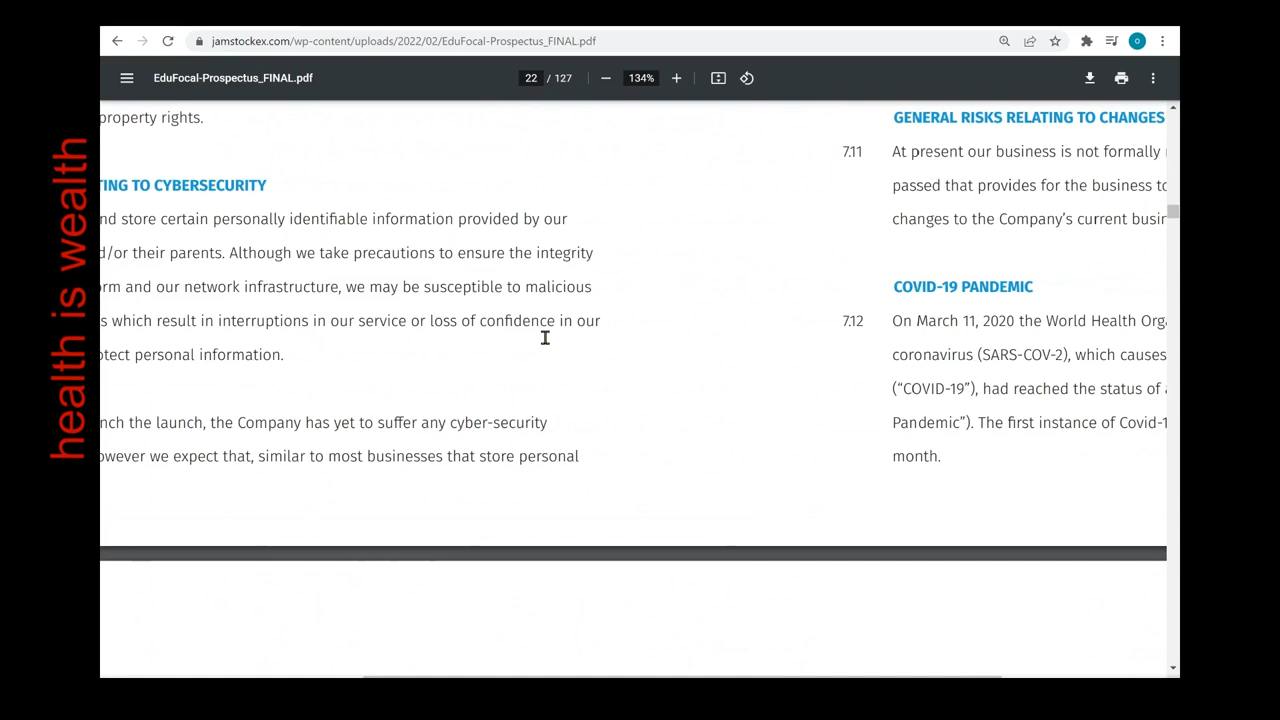 health is wealth
jamstockex.com/wp-content/uploads/2022/02/EduFocal-Prospectus_FINAL.pdf
EduFocal-Prospectus_FINAL.pdf
22 / 127
134%
property rights.
TING TO CYBERSECURITY
nd store certain personally identifiable information provided by our
d/or their parents. Although we take precautions to ensure the integrity
orm and our network infrastructure, we may be susceptible to malicious
s which result in interruptions in our service or loss of confidence in our
otect personal information.
nch the launch, the Company has yet to suffer any cyber-security
owever we expect that, similar to most businesses that store personal
GENERAL RISKS RELATING TO CHANGES
7.11 At present our business is not formally
passed that provides for the business to
changes to the Company's current busin
COVID-19 PANDEMIC
7.12 On March 11, 2020 the World Health Org
coronavirus (SARS-COV-2), which causes
("COVID-19"), had reached the status of
Pandemic"). The first instance of Covid-1
month.